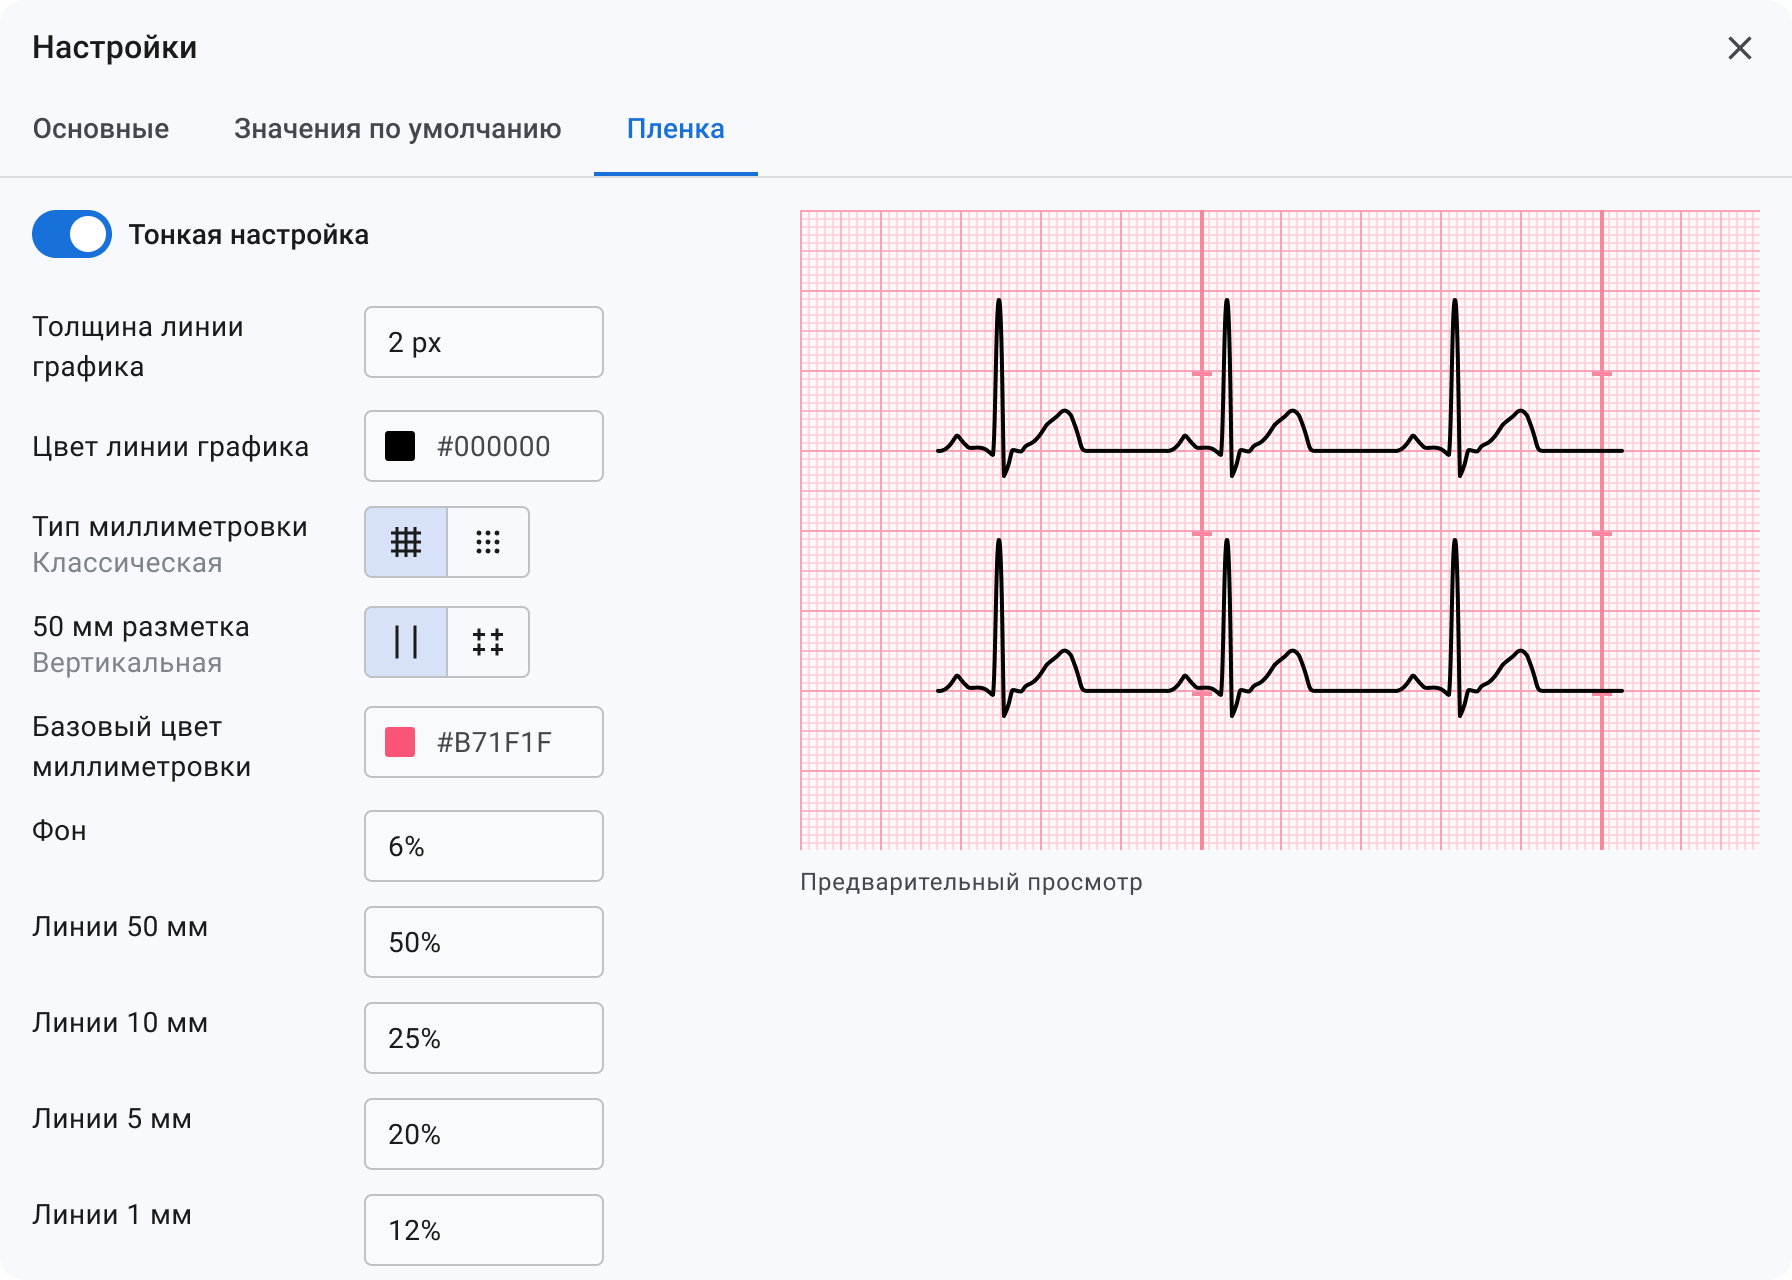 Настройки
Основные
Значения по умолчанию
Пленка
Тонкая настройка
Толщина линии
графика
2 px
Цвет линии графика
#000000
Тип миллиметровки
Классическая
50 мм разметка
Вертикальная
Базовый цвет
миллиметровки
#B71F1F
Фон
6%
Линии 50 мм
50%
Линии 10 мм
25%
Линии 5 мм
20%
Линии 1 мм
12%
Предварительный просмотр